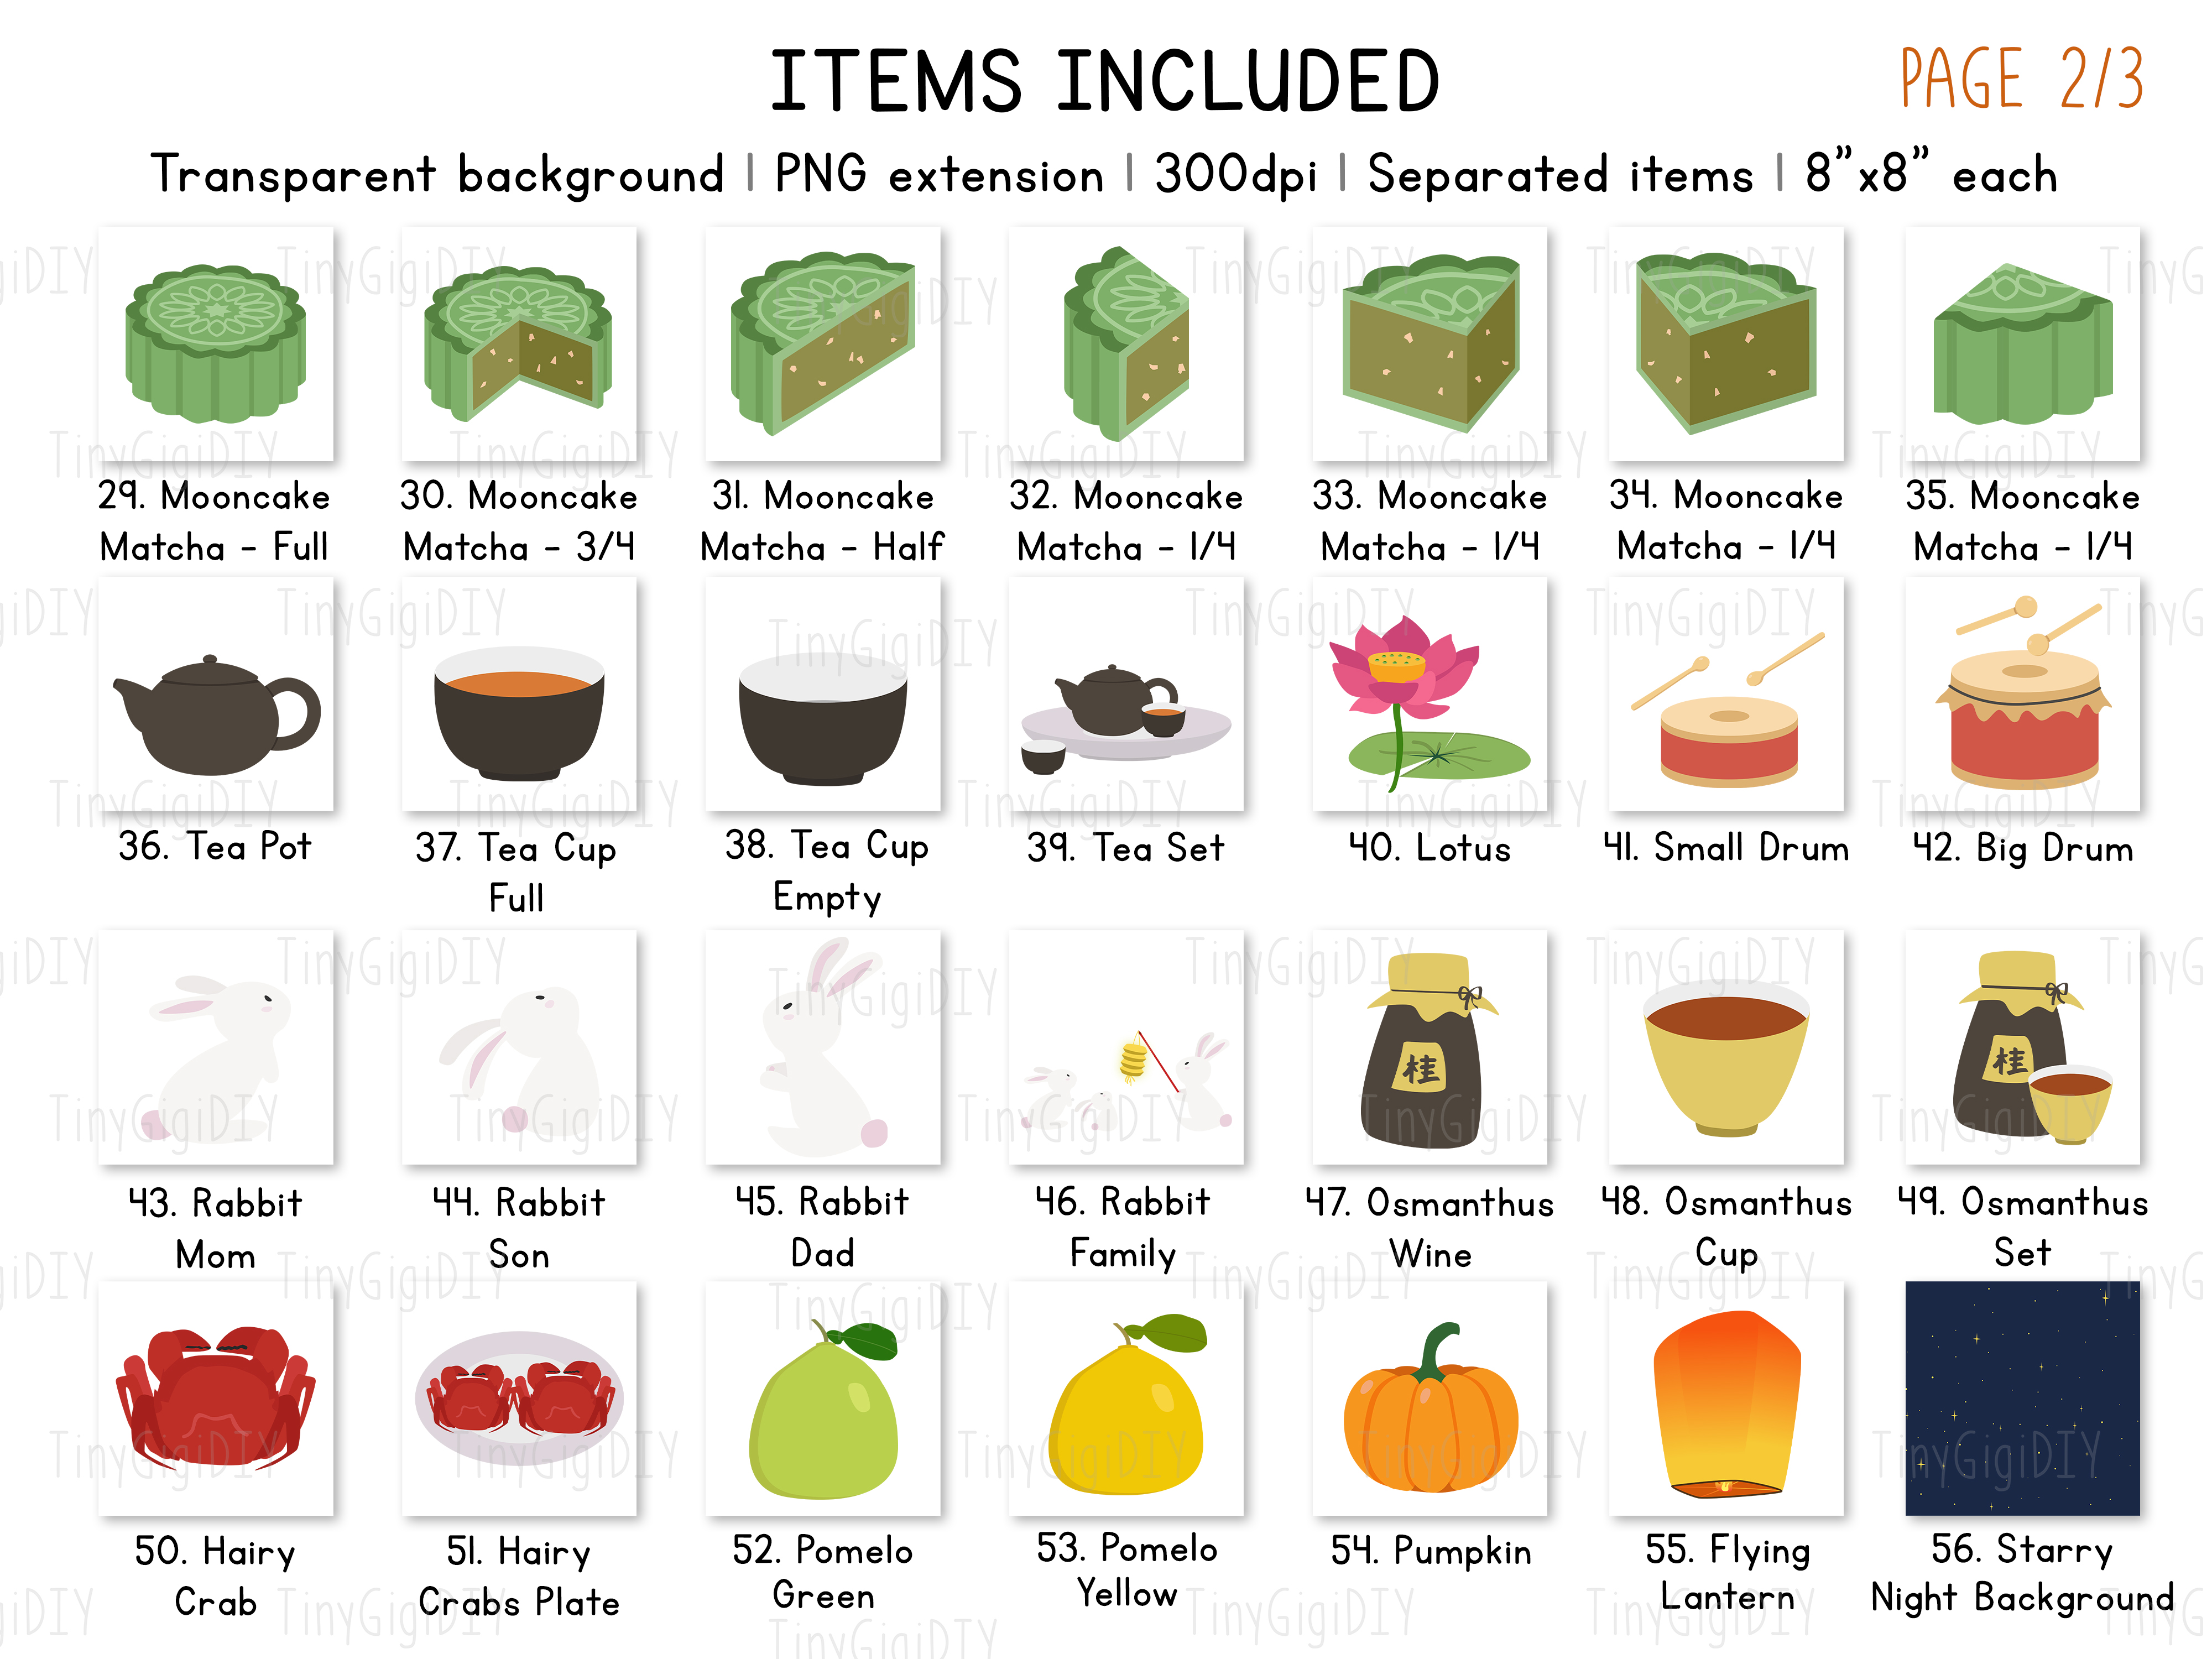 ITEMS INCLUDED
PAGE 2/3
Transparent background | PNG extension | 300dpi | Separated items | 8”x8” each
29. Mooncake
Matcha - Full
30. Mooncake
Matcha - 3/4
31. Mooncake
Matcha - Half
32. Mooncake
Matcha - 1/4
33. Mooncake
Matcha - 1/4
34. Mooncake
Matcha - 1/4
35. Mooncake
Matcha - 1/4
36. Tea Pot
37. Tea Cup
Full
38. Tea Cup
Empty
39. Tea Set
40. Lotus
41. Small Drum
42. Big Drum
桂
桂
43. Rabbit
Mom
44. Rabbit
Son
45. Rabbit
Dad
46. Rabbit
Family
47. Osmanthus
Wine
48. Osmanthus
Cup
49. Osmanthus
Set
50. Hairy
Crab
51. Hairy
Crabs Plate
52. Pomelo
Green
53. Pomelo
Yellow
54. Pumpkin
55. Flying
Lantern
56. Starry
Night Background
TinyGigiDIY